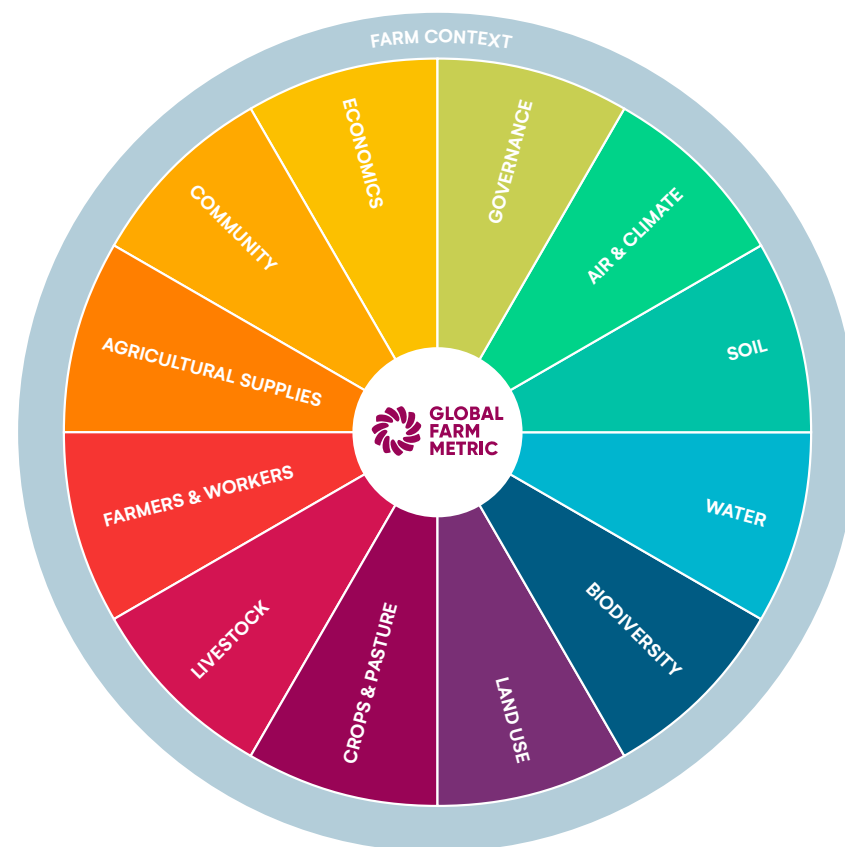 FARM CONTEXT
GOVERNANCE
AIR & CLIMATE
SOIL
WATER
BIODIVERSITY
LAND USE
CROPS & PASTURE
LIVESTOCK
FARMERS & WORKERS
AGRICULTURAL SUPPLIES
COMMUNITY
ECONOMICS
GLOBAL
FARM
METRIC